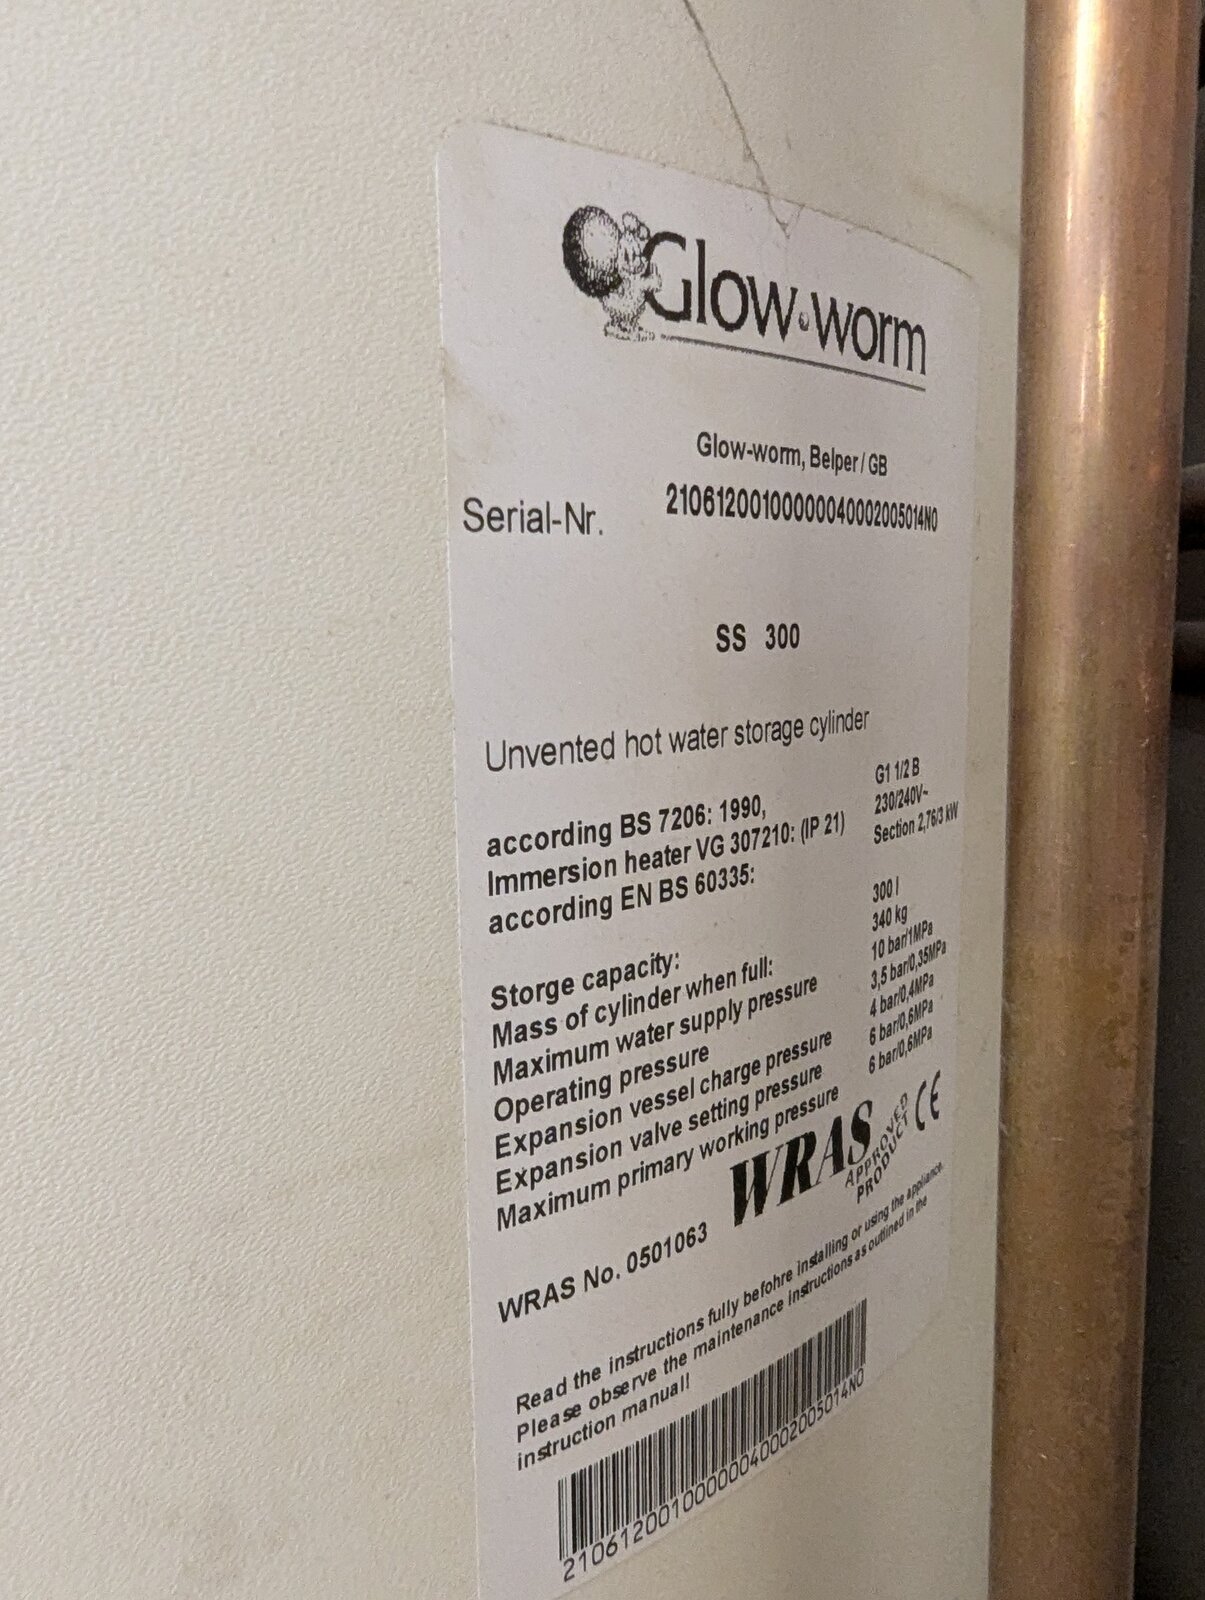 Glow-worm
Glow-worm, Belper / GB
Serial-Nr. 21061200100000040002005014N0
SS 300
Unvented hot water storage cylinder
according BS 7206: 1990, G1 1/2 B
Immersion heater VG 307210: (IP 21) 230/240V~
according EN BS 60335: Section 2,76/3 kW
Storge capacity: 300 l
Mass of cylinder when full: 340 kg
Maximum water supply pressure 10 bar/1MPa
Operating pressure 3,5 bar/0,35MPa
Expansion vessel charge pressure 4 bar/0,4MPa
Expansion valve setting pressure 6 bar/0,6MPa
Maximum primary working pressure 6 bar/0,6MPa
WRAS APPROVED PRODUCT CE
WRAS No. 0501063
Read the instructions fully befohre installing or using the appliance.
Please observe the maintenance instructions as outlined in the
instruction manual!
21061200100000040002005014N0